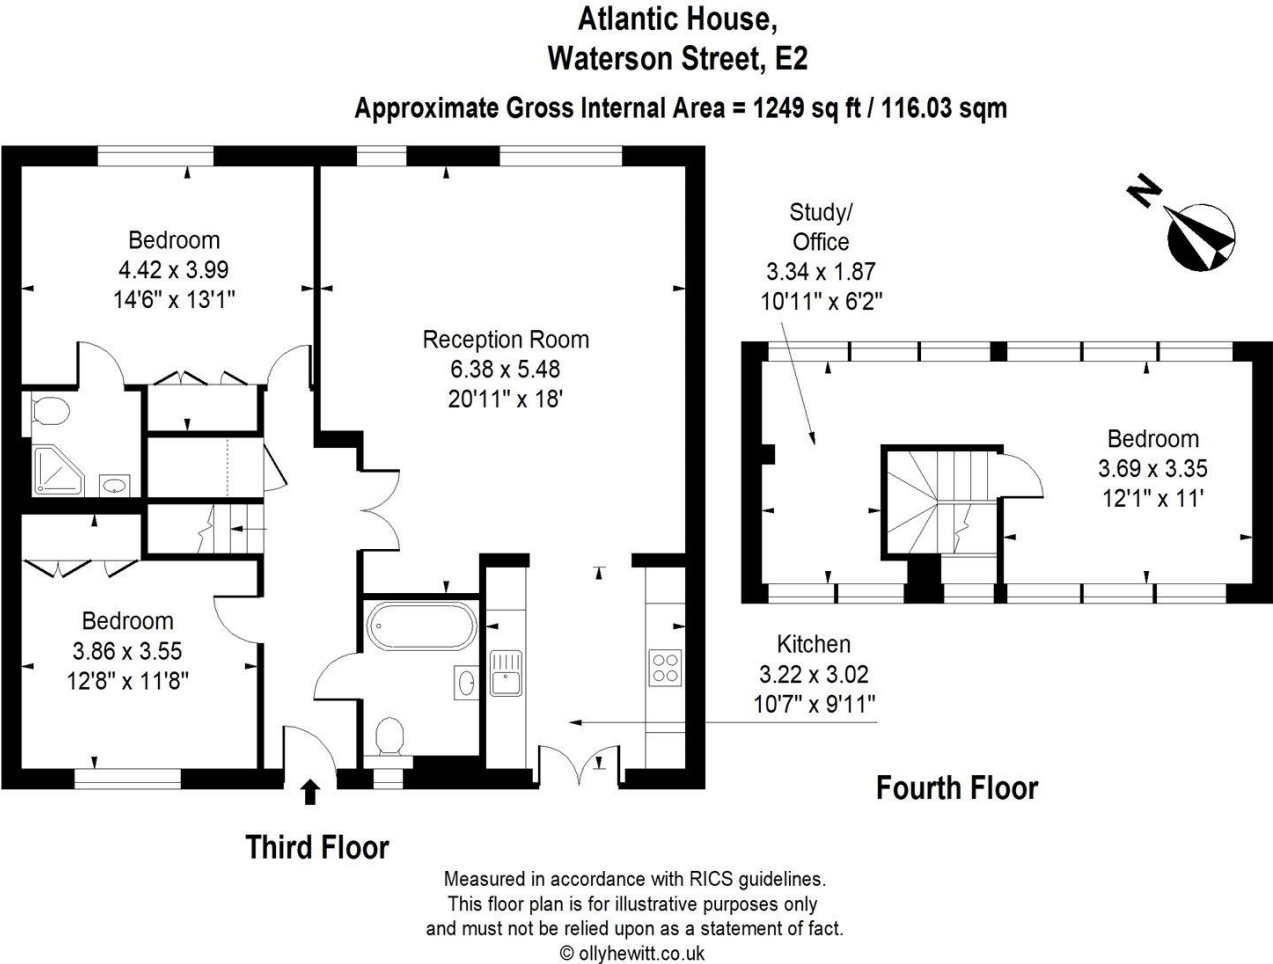 Atlantic House,
Waterson Street, E2
Approximate Gross Internal Area = 1249 sq ft / 116.03 sqm
N
Bedroom
4.42 x 3.99
14'6" x 13'1"
Reception Room
6.38 x 5.48
20'11" x 18'
Study/
Office
3.34 x 1.87
10'11" x 6'2"
Bedroom
3.69 x 3.35
12'1" x 11'
Bedroom
3.86 x 3.55
12'8" x 11'8"
Kitchen
3.22 x 3.02
10'7" x 9'11"
Fourth Floor
Third Floor
Measured in accordance with RICS guidelines.
This floor plan is for illustrative purposes only
and must not be relied upon as a statement of fact.
© ollyhewitt.co.uk